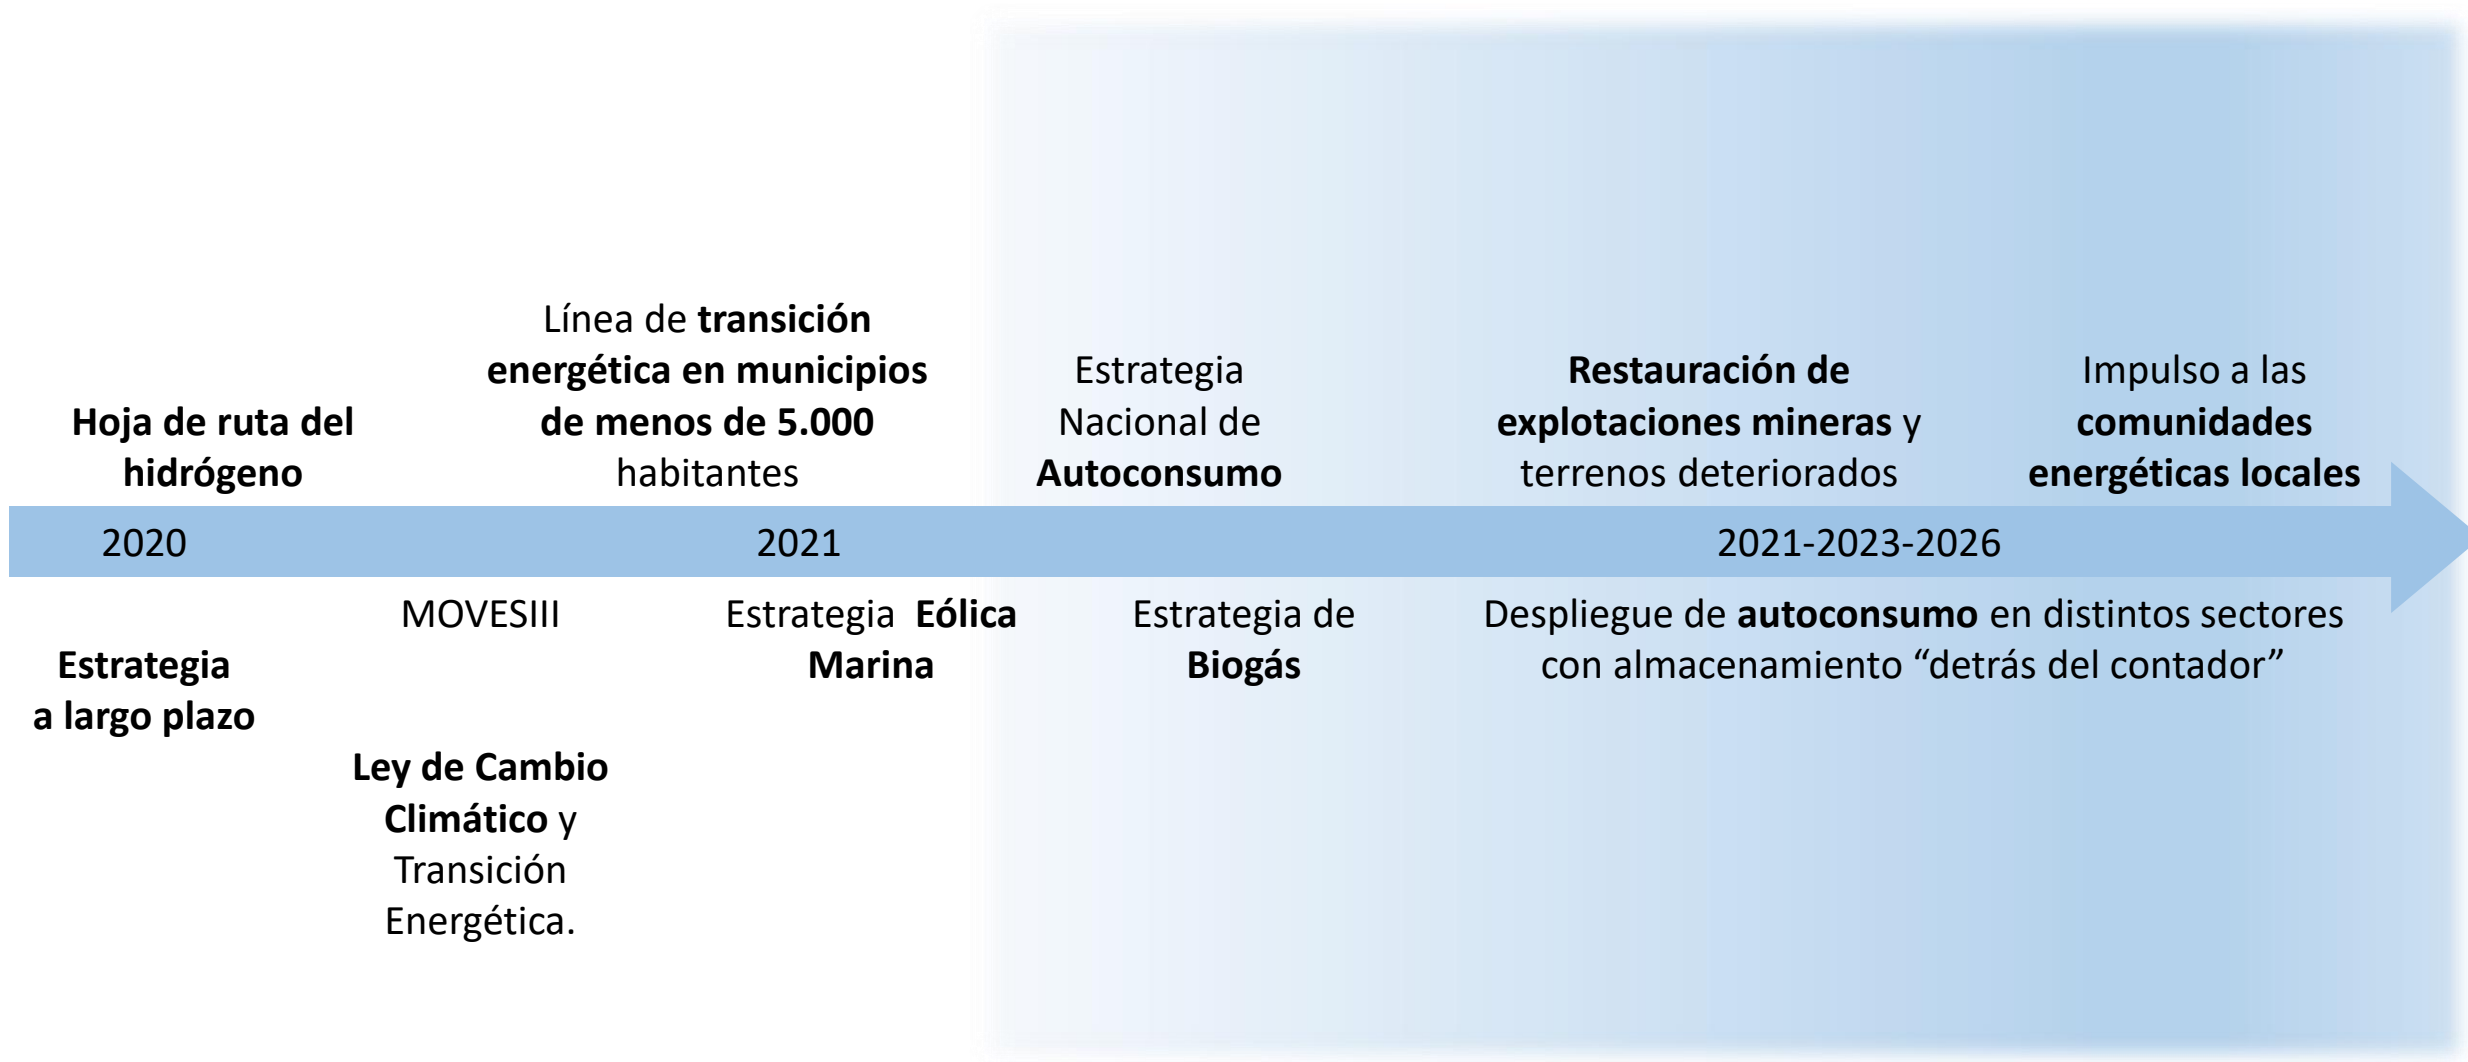 Hoja de ruta del
hidrógeno
Línea de transición
energética en municipios
de menos de 5.000
habitantes
Estrategia
Nacional de
Autoconsumo
Restauración de
explotaciones mineras y
terrenos deteriorados
Impulso a las
comunidades
energéticas locales
2020
2021
2021-2023-2026
Estrategia
a largo plazo
MOVESIII
Ley de Cambio
Climático y
Transición
Energética.
Estrategia Eólica
Marina
Estrategia de
Biogás
Despliegue de autoconsumo en distintos sectores
con almacenamiento “detrás del contador”